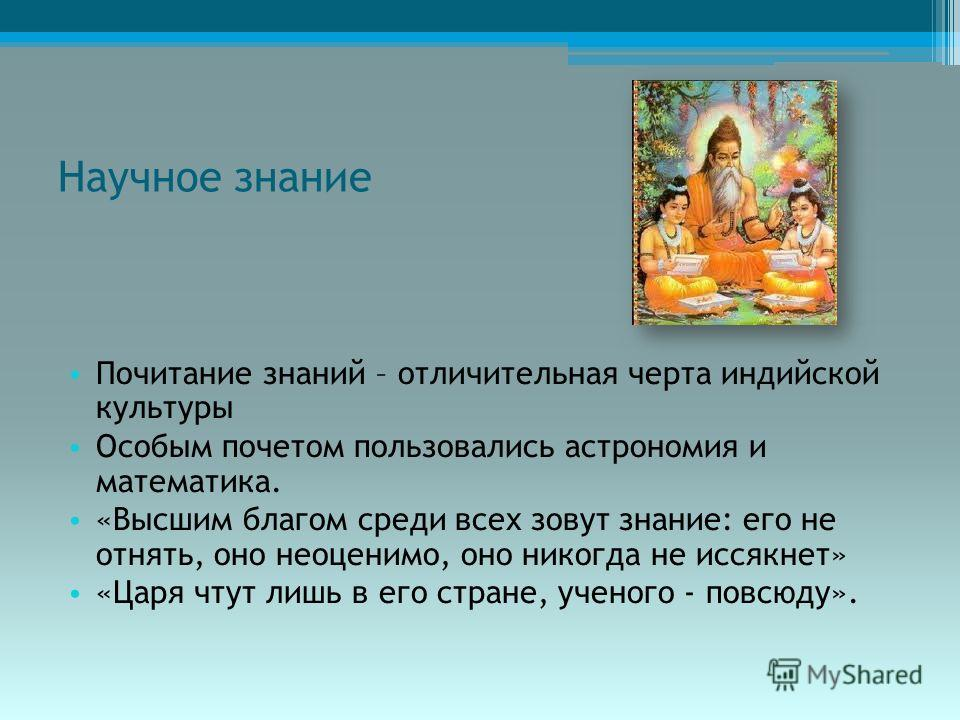 Научное знание
• Почитание знаний – отличительная черта индийской
культуры
• Особым почетом пользовались астрономия и
математика.
• «Высшим благом среди всех зовут знание: его не
отнять, оно неоценимо, оно никогда не иссякнет»
• «Царя чтут лишь в его стране, ученого - повсюду».
MyShared